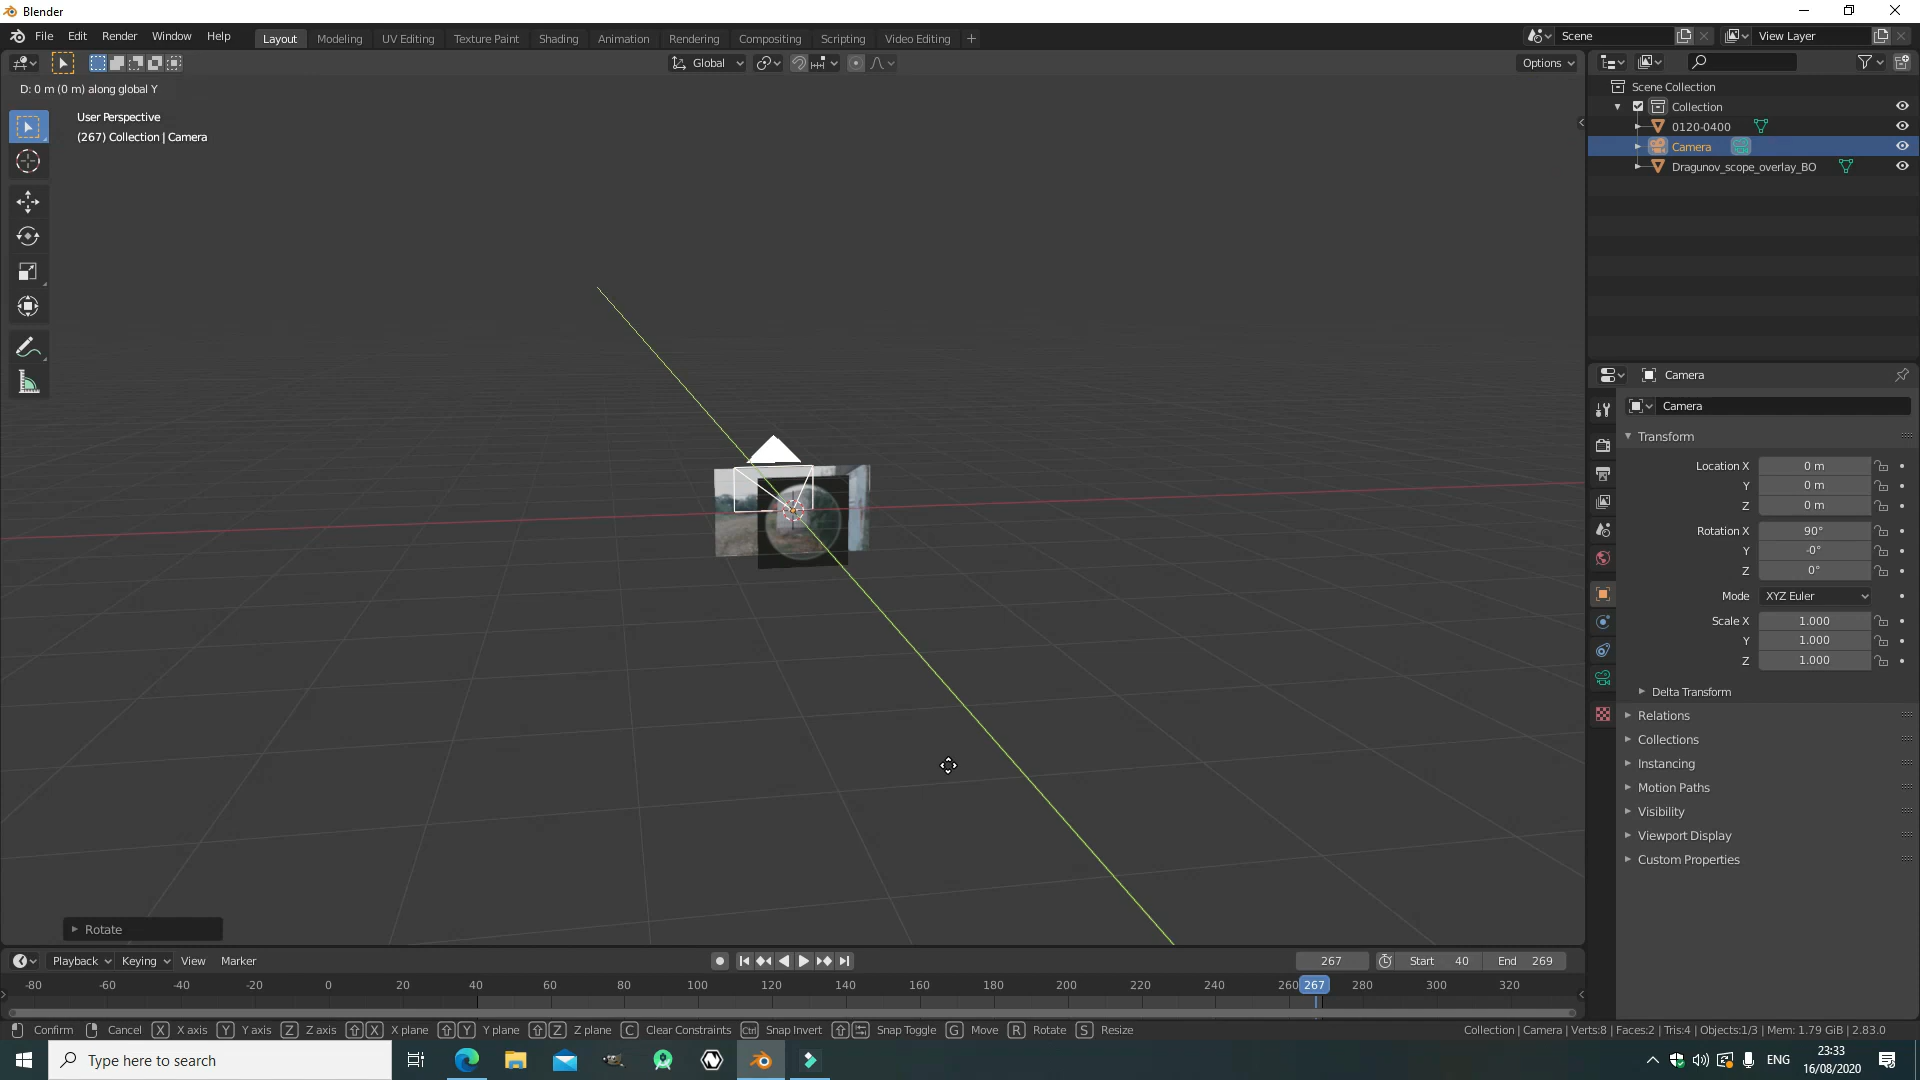 Blender
File Edit Render Window Help Layout Modeling UV Editing Texture Paint Shading Animation Rendering Compositing Scripting Video Editing + Scene View Layer
Global Options
D: 0 m (0 m) along global Y
User Perspective
(267) Collection | Camera
Scene Collection
Collection
0120-0400
Camera
Dragunov_scope_overlay_BO
Camera
Camera
Transform
Location X 0 m
Y 0 m
Z 0 m
Rotation X 90°
Y -0°
Z 0°
Mode XYZ Euler
Scale X 1.000
Y 1.000
Z 1.000
Delta Transform
Relations
Collections
Instancing
Motion Paths
Visibility
Viewport Display
Custom Properties
Rotate
Playback Keying View Marker 267 Start 40 End 269
-80 -60 -40 -20 0 20 40 60 80 100 120 140 160 180 200 220 240 260 267 280 300 320
Confirm Cancel X X axis Y Y axis Z Z axis X X plane Y Y plane Z Z plane C Clear Constraints Ctrl Snap Invert Snap Toggle G Move R Rotate S Resize Collection | Camera | Verts:8 | Faces:2 | Tris:4 | Objects:1/3 | Mem: 1.79 GiB | 2.83.0
Type here to search ENG 23:33
16/08/2020